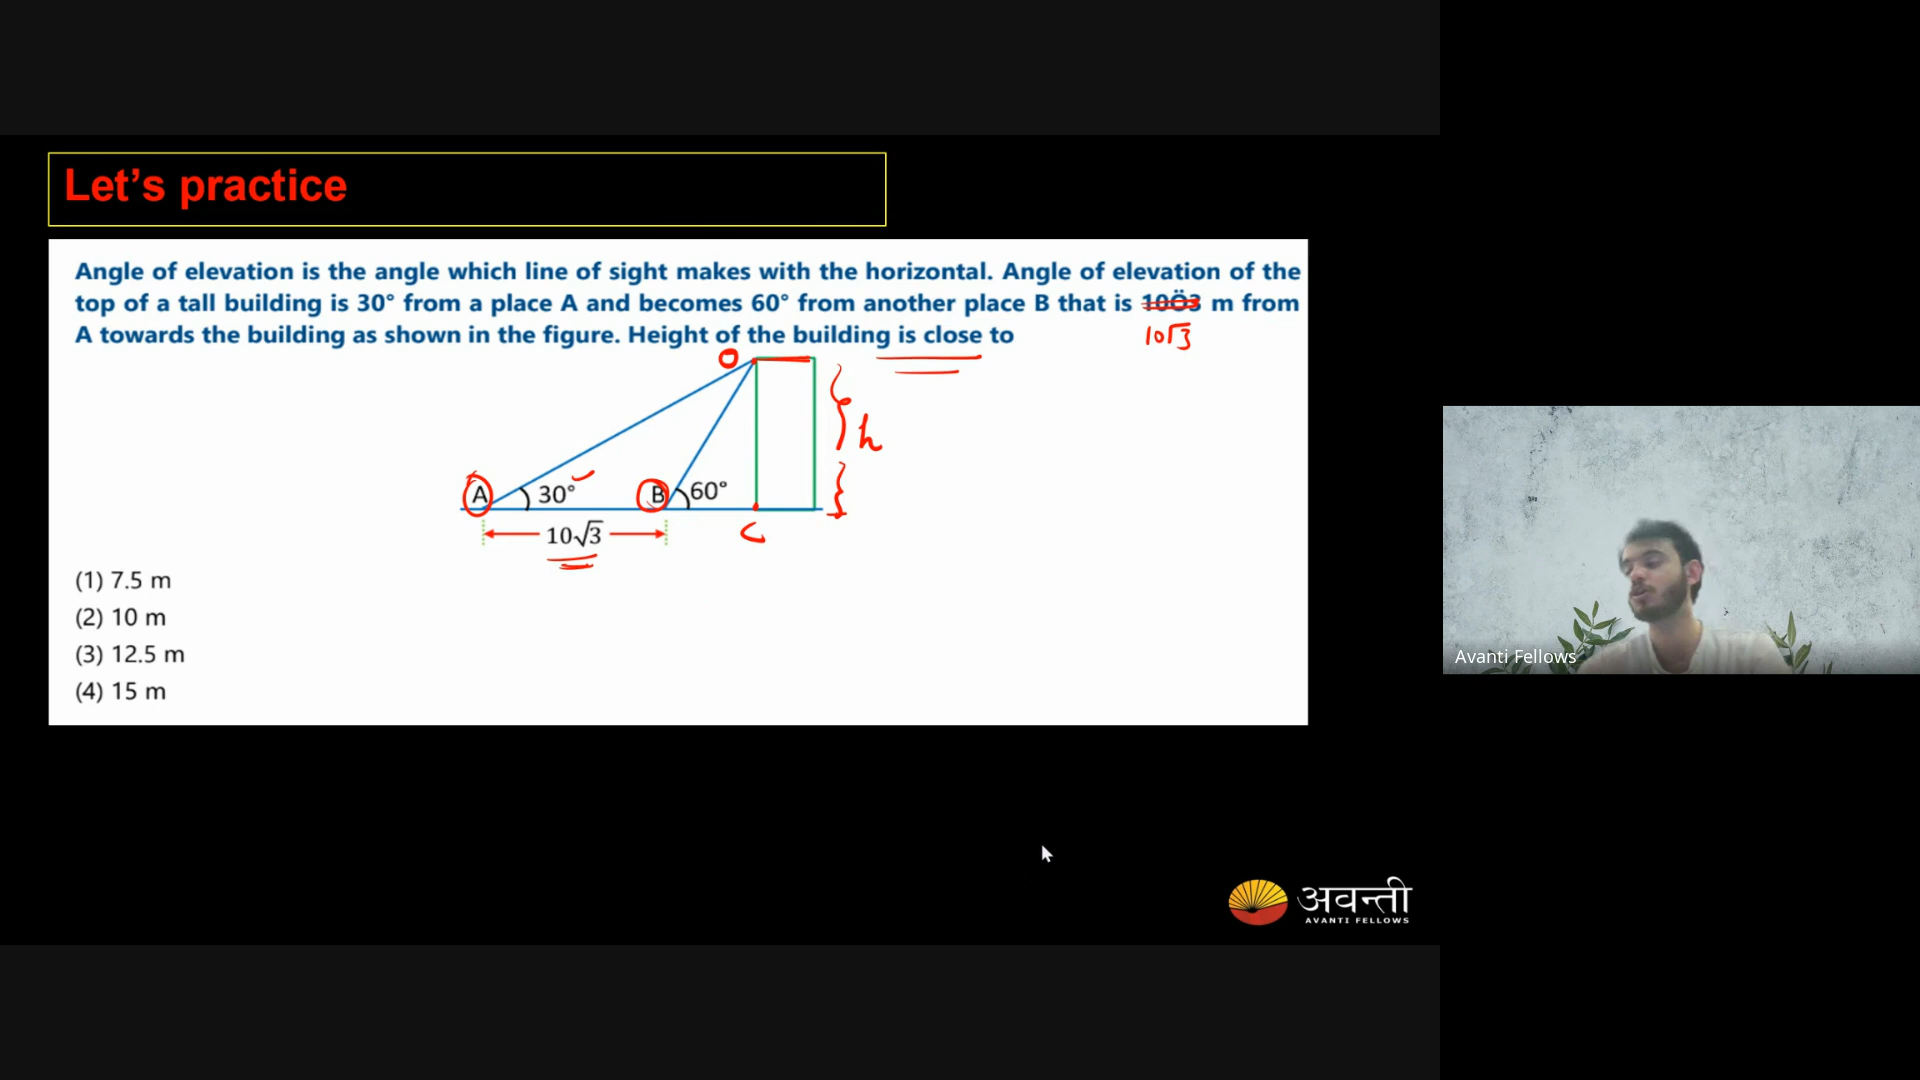 Let’s practice
Angle of elevation is the angle which line of sight makes with the horizontal. Angle of elevation of the
top of a tall building is 30° from a place A and becomes 60° from another place B that is 10Ö3 m from
10√3
A towards the building as shown in the figure. Height of the building is close to
O
h
A 30° B 60°
10√3 C
(1) 7.5 m
(2) 10 m
(3) 12.5 m
(4) 15 m
Avanti Fellows
अवन्ती
AVANTI FELLOWS